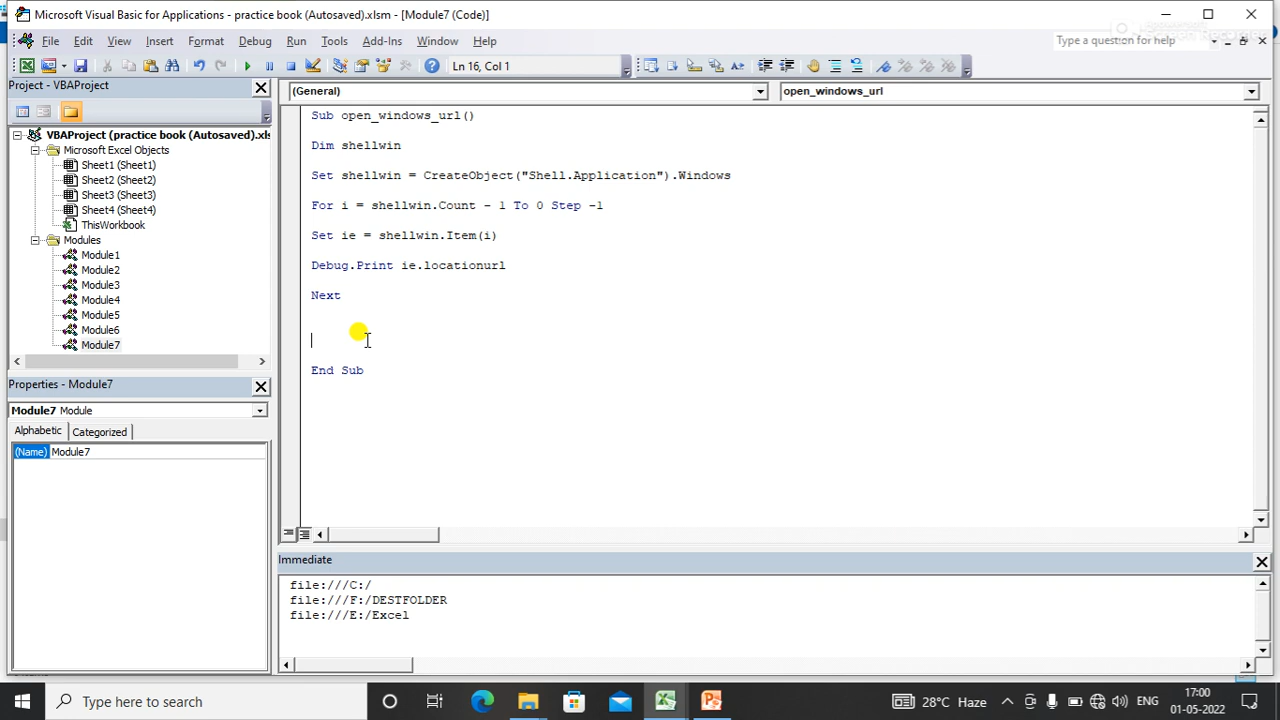 Microsoft Visual Basic for Applications - practice book (Autosaved).xlsm - [Module7 (Code)]
File Edit View Insert Format Debug Run Tools Add-Ins Window Help
Type a question for help
Ln 16, Col 1
Project - VBAProject
(General)
open_windows_url
VBAProject (practice book (Autosaved).xls
Microsoft Excel Objects
Sheet1 (Sheet1)
Sheet2 (Sheet2)
Sheet3 (Sheet3)
Sheet4 (Sheet4)
ThisWorkbook
Modules
Module1
Module2
Module3
Module4
Module5
Module6
Module7
Sub open_windows_url()
Dim shellwin
Set shellwin = CreateObject("Shell.Application").Windows
For i = shellwin.Count - 1 To 0 Step -1
Set ie = shellwin.Item(i)
Debug.Print ie.locationurl
Next
End Sub
Properties - Module7
Module7 Module
Alphabetic Categorized
(Name) Module7
Immediate
file:///C:/
file:///F:/DESTFOLDER
file:///E:/Excel
Type here to search
28°C Haze
ENG
17:00
01-05-2022